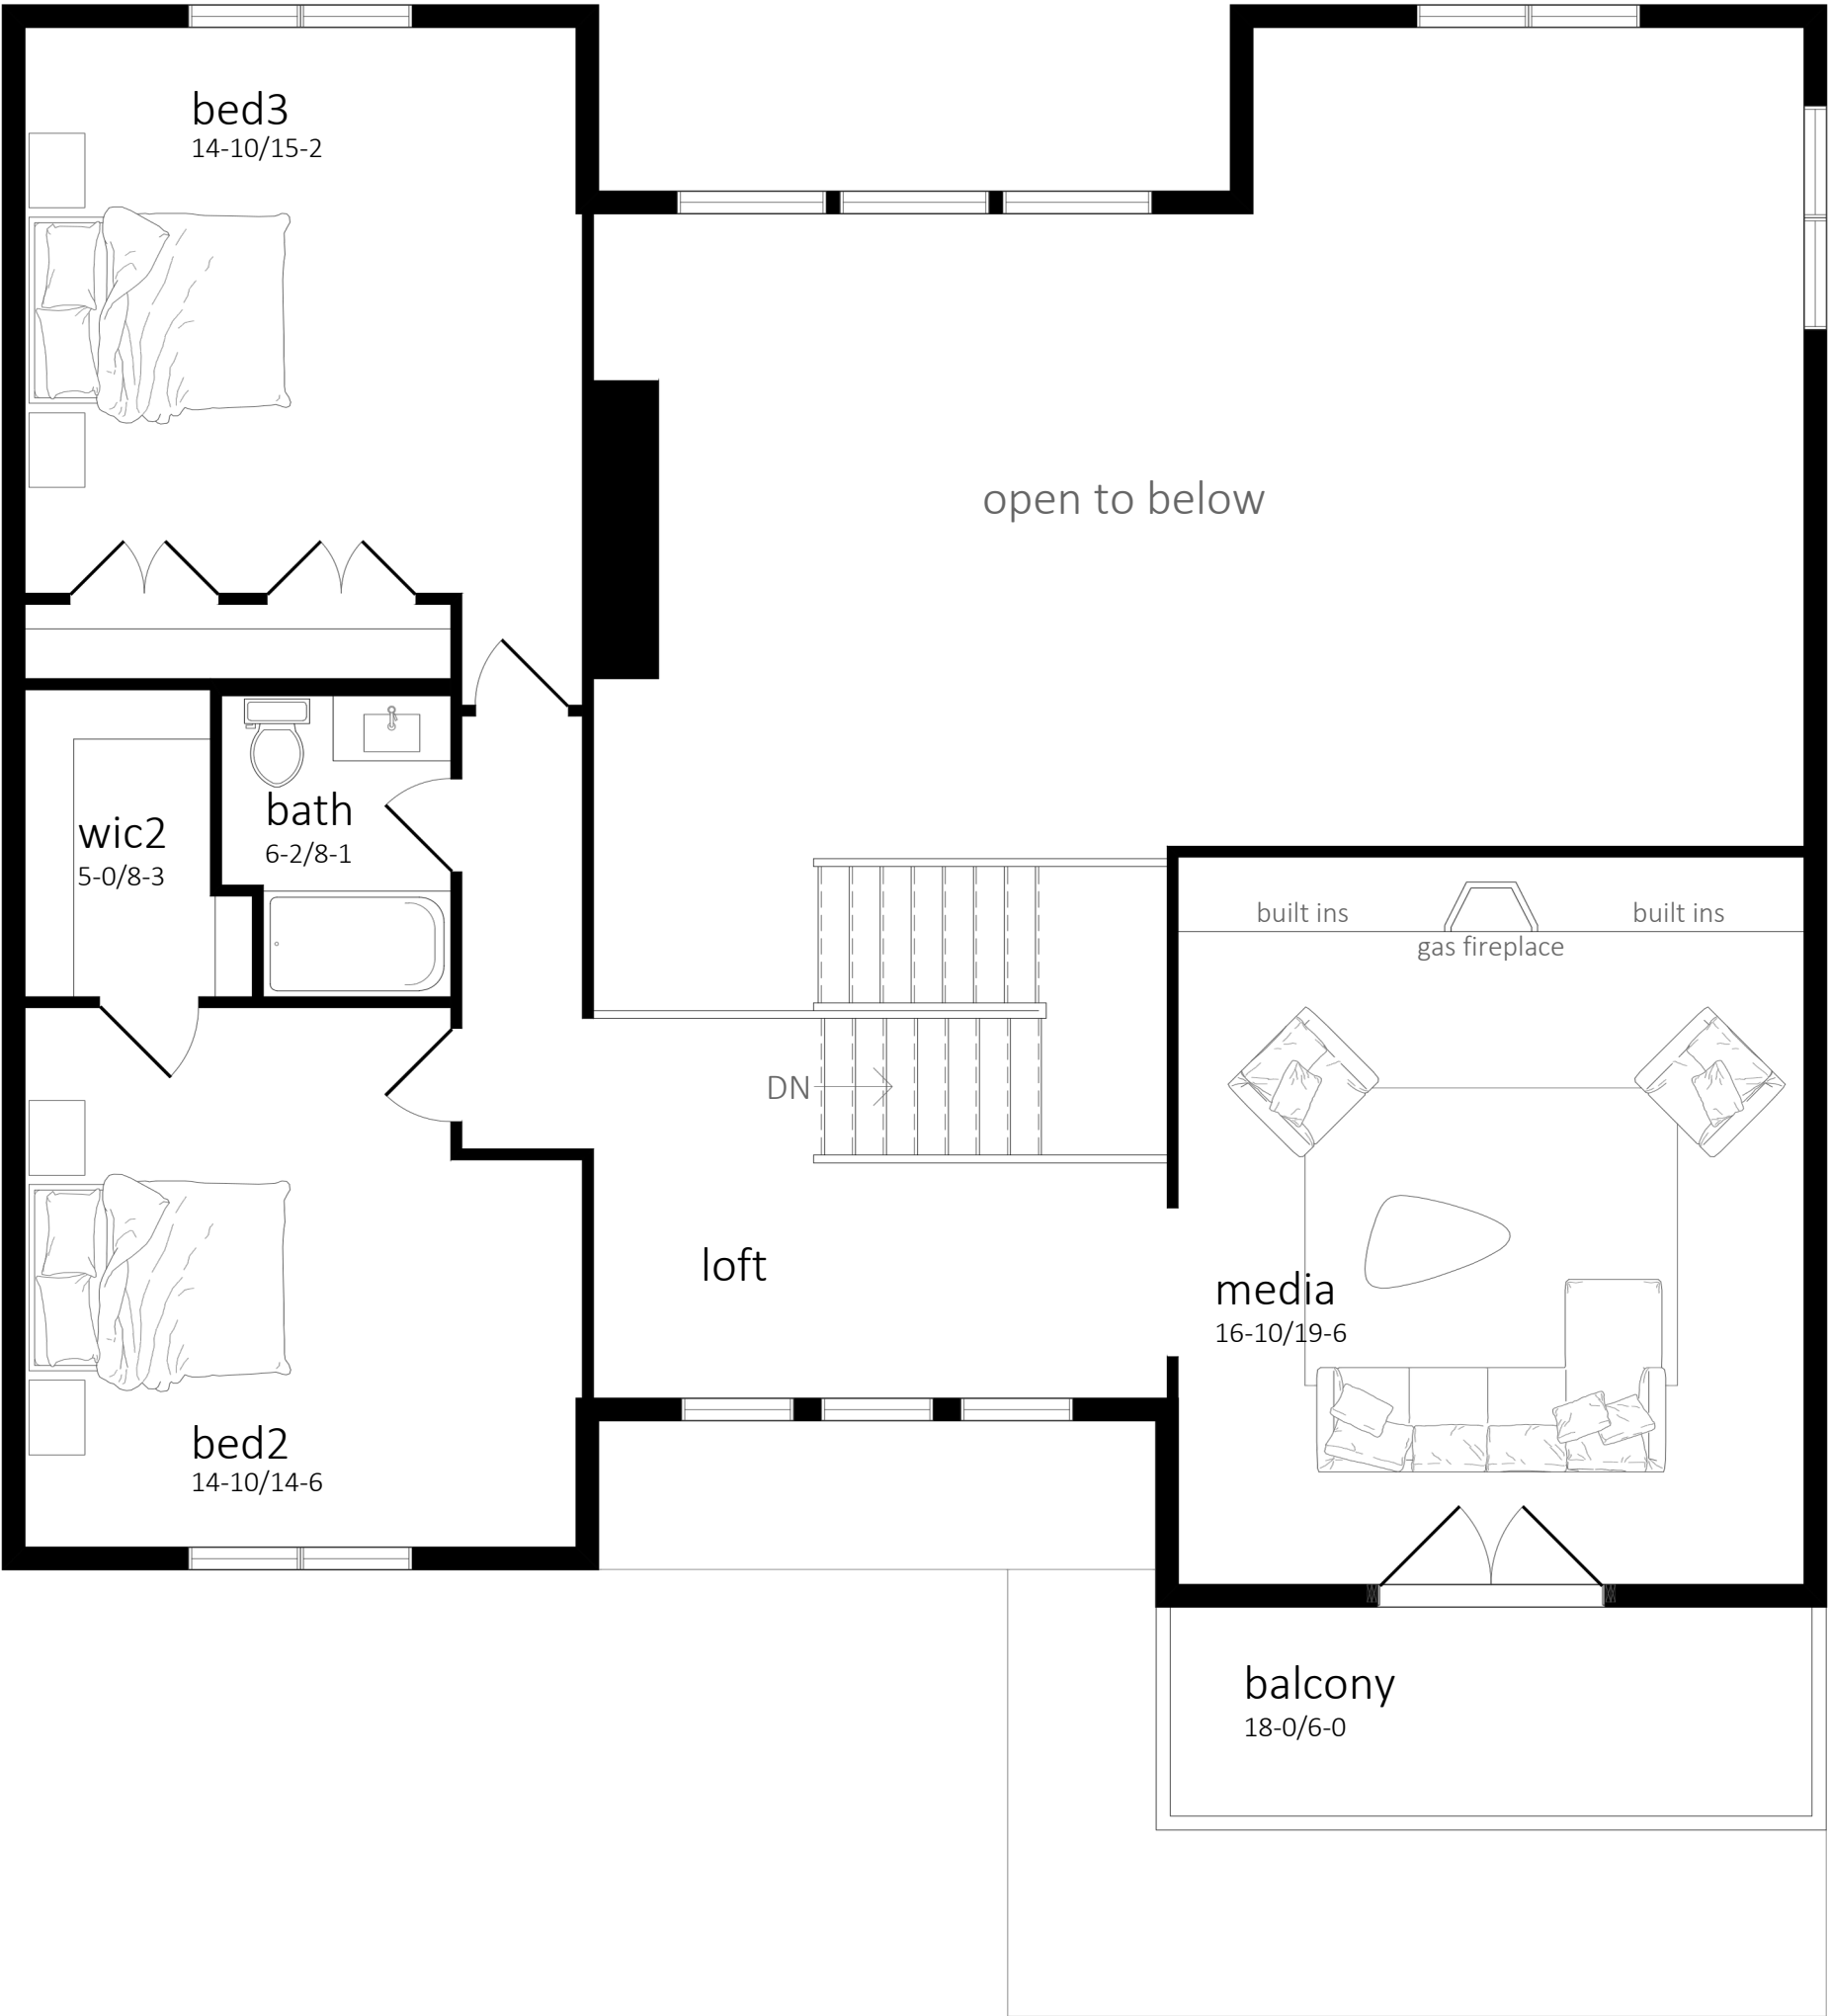 bed3
14-10/15-2
open to below
wic2
5-0/8-3
bath
6-2/8-1
built ins
built ins
gas fireplace
DN
loft
media
16-10/19-6
bed2
14-10/14-6
balcony
18-0/6-0